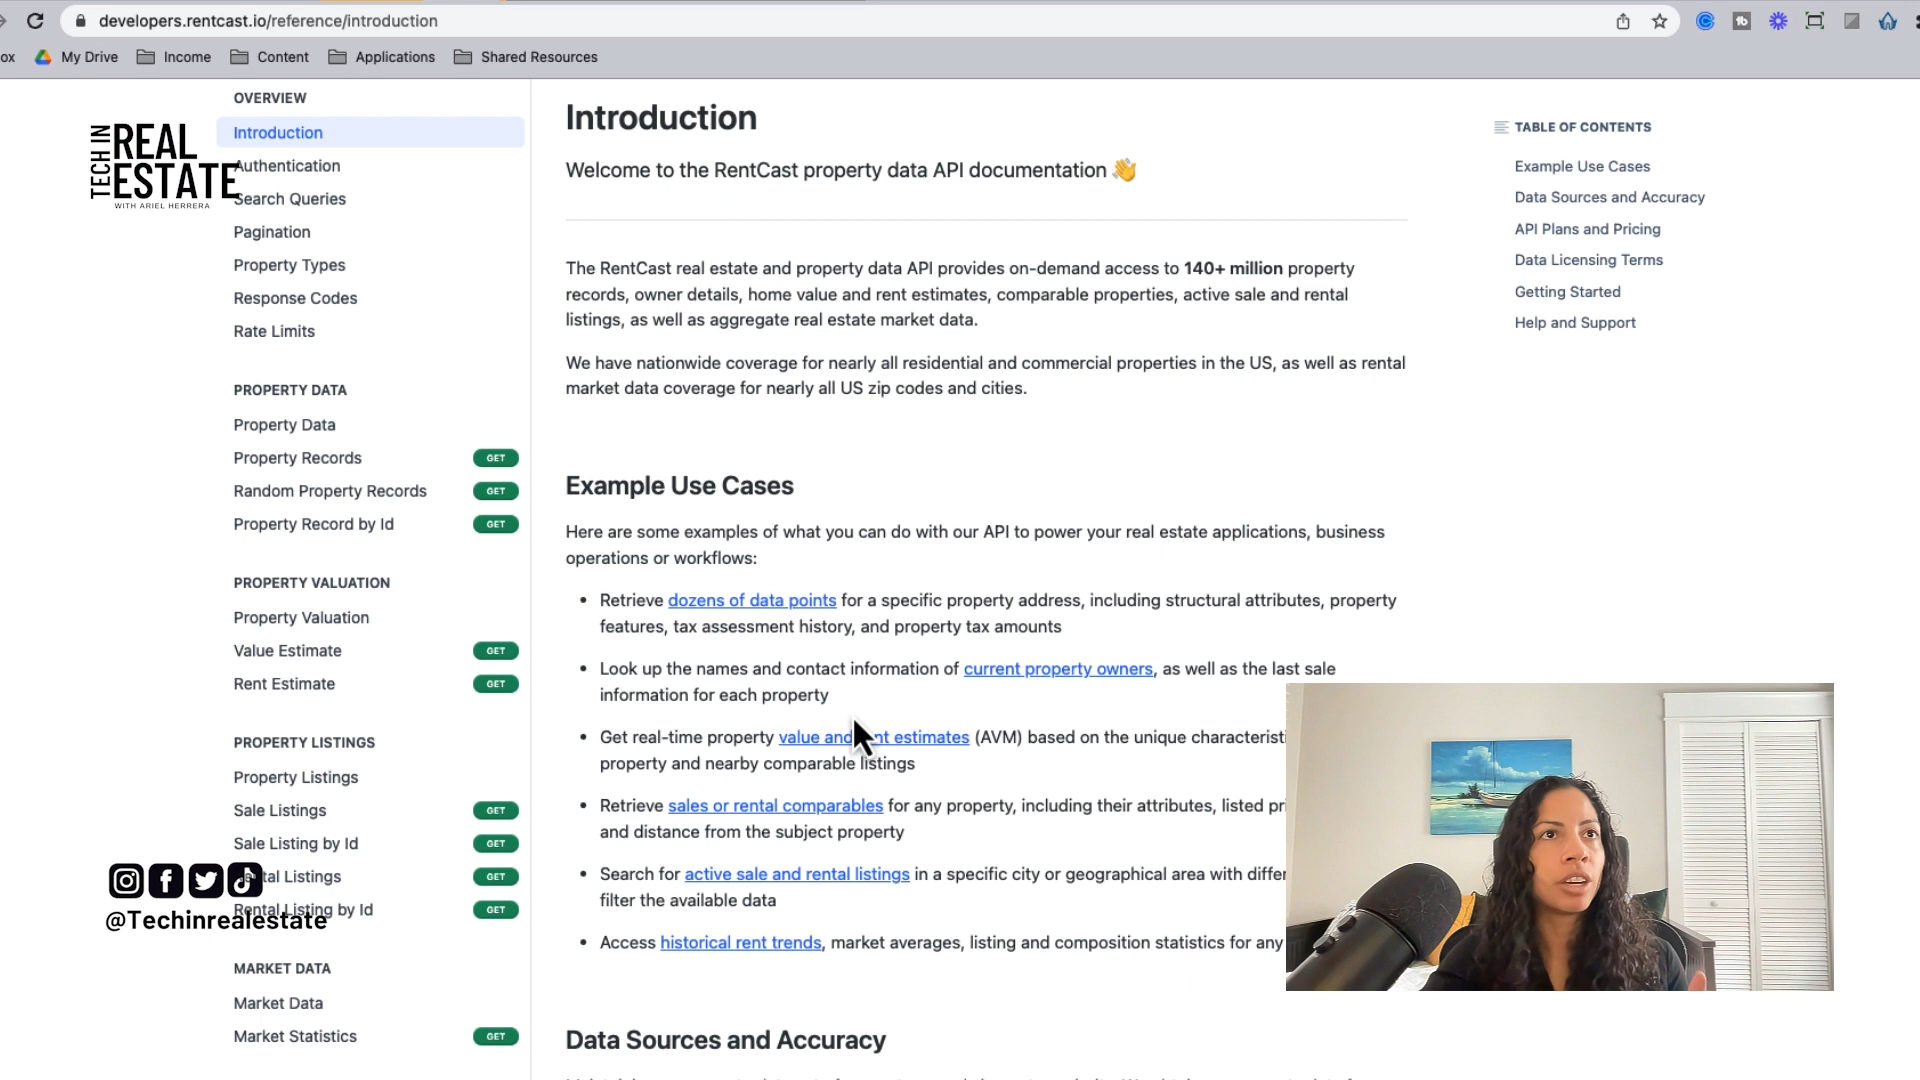 developers.rentcast.io/reference/introduction
ox
My Drive
Income
Content
Applications
Shared Resources
TECH IN
REAL
ESTATE
WITH ARIEL HERRERA
OVERVIEW
Introduction
Authentication
Search Queries
Pagination
Property Types
Response Codes
Rate Limits
PROPERTY DATA
Property Data
Property Records GET
Random Property Records GET
Property Record by Id GET
PROPERTY VALUATION
Property Valuation
Value Estimate GET
Rent Estimate GET
PROPERTY LISTINGS
Property Listings
Sale Listings GET
Sale Listing by Id GET
Listings GET
Rental Listing by Id GET
@Techinrealestate
MARKET DATA
Market Data
Market Statistics GET
Introduction
Welcome to the RentCast property data API documentation 👋
The RentCast real estate and property data API provides on-demand access to 140+ million property
records, owner details, home value and rent estimates, comparable properties, active sale and rental
listings, as well as aggregate real estate market data.
We have nationwide coverage for nearly all residential and commercial properties in the US, as well as rental
market data coverage for nearly all US zip codes and cities.
Example Use Cases
Here are some examples of what you can do with our API to power your real estate applications, business
operations or workflows:
• Retrieve dozens of data points for a specific property address, including structural attributes, property
features, tax assessment history, and property tax amounts
• Look up the names and contact information of current property owners, as well as the last sale
information for each property
• Get real-time property value and estimates (AVM) based on the unique characteristi
property and nearby comparable listings
• Retrieve sales or rental comparables for any property, including their attributes, listed pri
and distance from the subject property
• Search for active sale and rental listings in a specific city or geographical area with differ
filter the available data
• Access historical rent trends, market averages, listing and composition statistics for any
Data Sources and Accuracy
TABLE OF CONTENTS
Example Use Cases
Data Sources and Accuracy
API Plans and Pricing
Data Licensing Terms
Getting Started
Help and Support